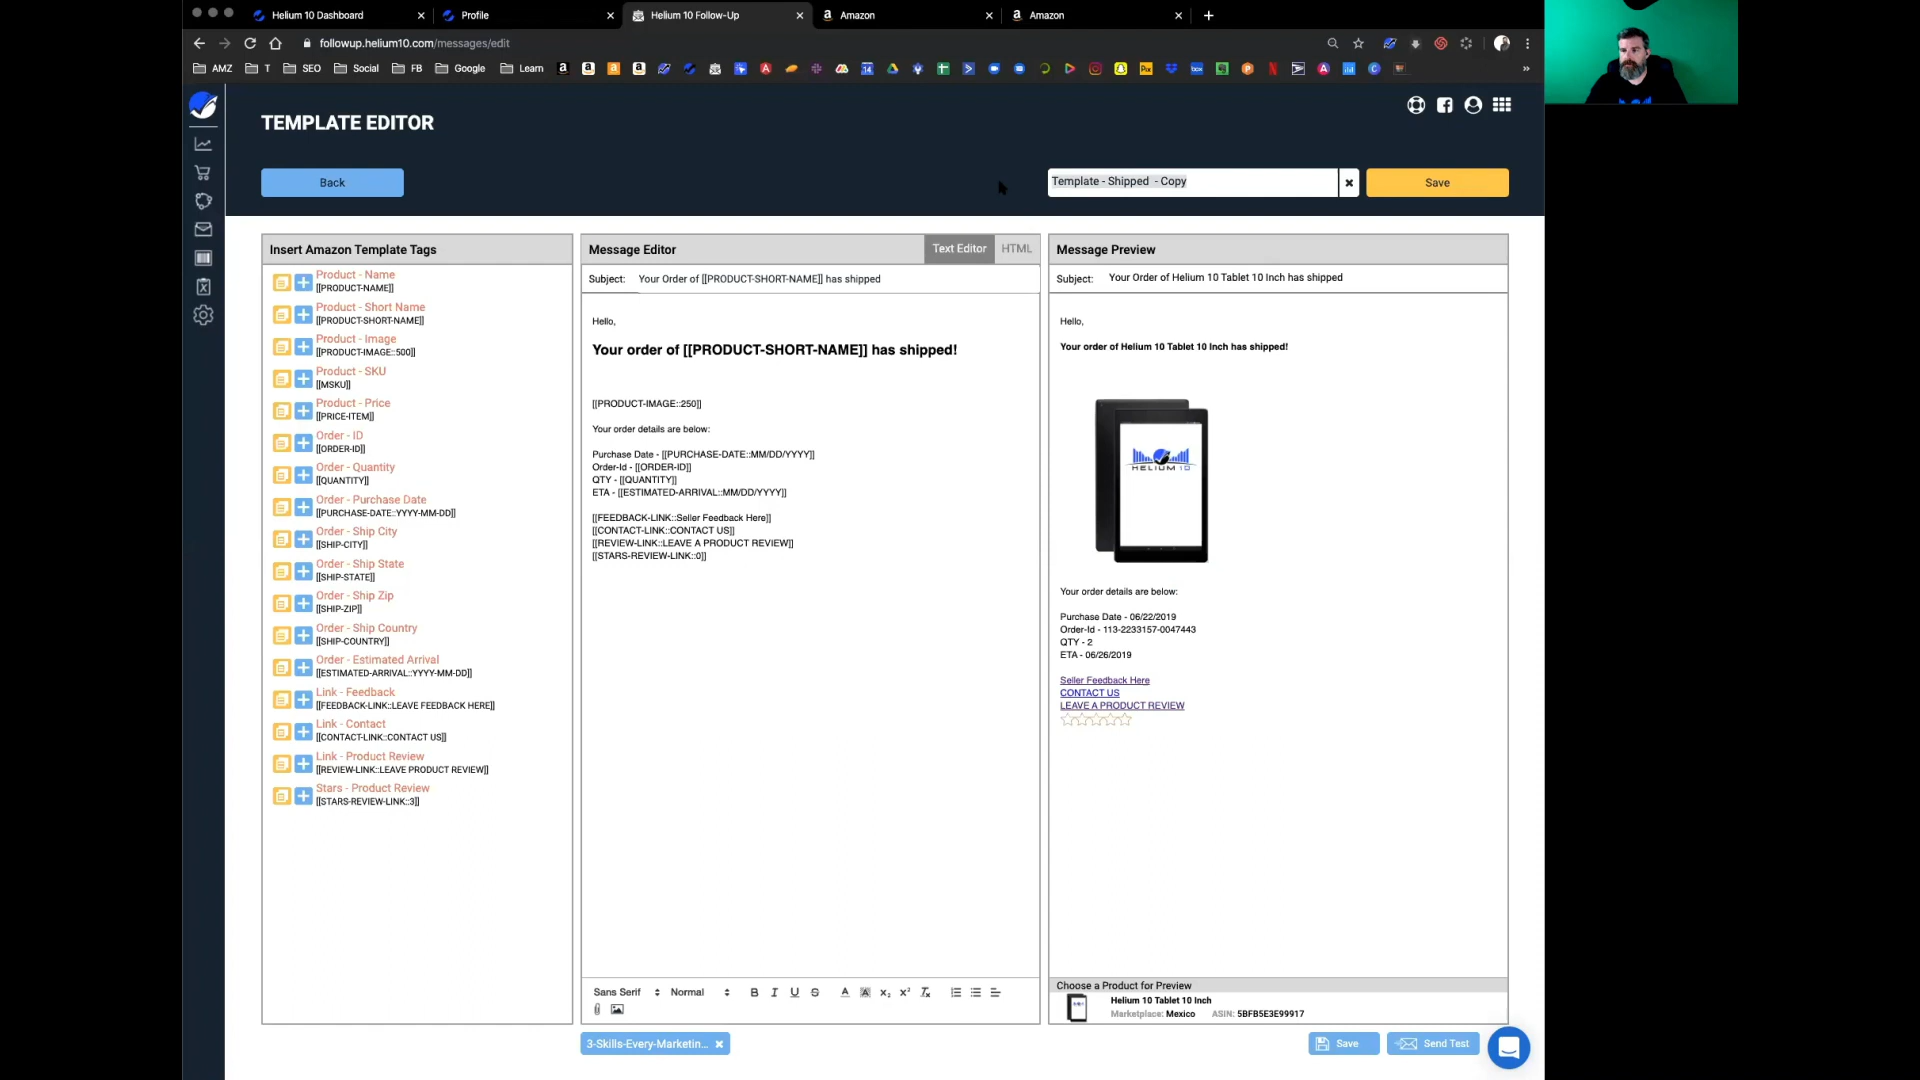 Helium 10 Dashboard
Profile
Helium 10 Follow-Up
Amazon
Amazon
followup.helium10.com/messages/edit
AMZ
T
SEO
Social
FB
Google
Learn
TEMPLATE EDITOR
Back
Template - Shipped - Copy
Save
Insert Amazon Template Tags
Product - Name
[[PRODUCT-NAME]]
Product - Short Name
[[PRODUCT-SHORT-NAME]]
Product - Image
[[PRODUCT-IMAGE::500]]
Product - SKU
[[MSKU]]
Product - Price
[[PRICE-ITEM]]
Order - ID
[[ORDER-ID]]
Order - Quantity
[[QUANTITY]]
Order - Purchase Date
[[PURCHASE-DATE::YYYY-MM-DD]]
Order - Ship City
[[SHIP-CITY]]
Order - Ship State
[[SHIP-STATE]]
Order - Ship Zip
[[SHIP-ZIP]]
Order - Ship Country
[[SHIP-COUNTRY]]
Order - Estimated Arrival
[[ESTIMATED-ARRIVAL::YYYY-MM-DD]]
Link - Feedback
[[FEEDBACK-LINK::LEAVE FEEDBACK HERE]]
Link - Contact
[[CONTACT-LINK::CONTACT US]]
Link - Product Review
[[REVIEW-LINK::LEAVE PRODUCT REVIEW]]
Stars - Product Review
[[STARS-REVIEW-LINK::3]]
Message Editor
Text Editor
HTML
Subject: Your Order of [[PRODUCT-SHORT-NAME]] has shipped
Hello,
Your order of [[PRODUCT-SHORT-NAME]] has shipped!
[[PRODUCT-IMAGE::250]]
Your order details are below:
Purchase Date - [[PURCHASE-DATE::MM/DD/YYYY]]
Order-Id - [[ORDER-ID]]
QTY - [[QUANTITY]]
ETA - [[ESTIMATED-ARRIVAL::MM/DD/YYYY]]
[[FEEDBACK-LINK::Seller Feedback Here]]
[[CONTACT-LINK::CONTACT US]]
[[REVIEW-LINK::LEAVE A PRODUCT REVIEW]]
[[STARS-REVIEW-LINK::0]]
Sans Serif
Normal
3-Skills-Every-Marketin...
Message Preview
Subject: Your Order of Helium 10 Tablet 10 Inch has shipped
Hello,
Your order of Helium 10 Tablet 10 Inch has shipped!
HELIUM 10
Your order details are below:
Purchase Date - 06/22/2019
Order-Id - 113-2233157-0047443
QTY - 2
ETA - 06/26/2019
Seller Feedback Here
CONTACT US
LEAVE A PRODUCT REVIEW
Choose a Product for Preview
Helium 10 Tablet 10 Inch
Marketplace: Mexico ASIN: 5BFB5E3E99917
Save
Send Test